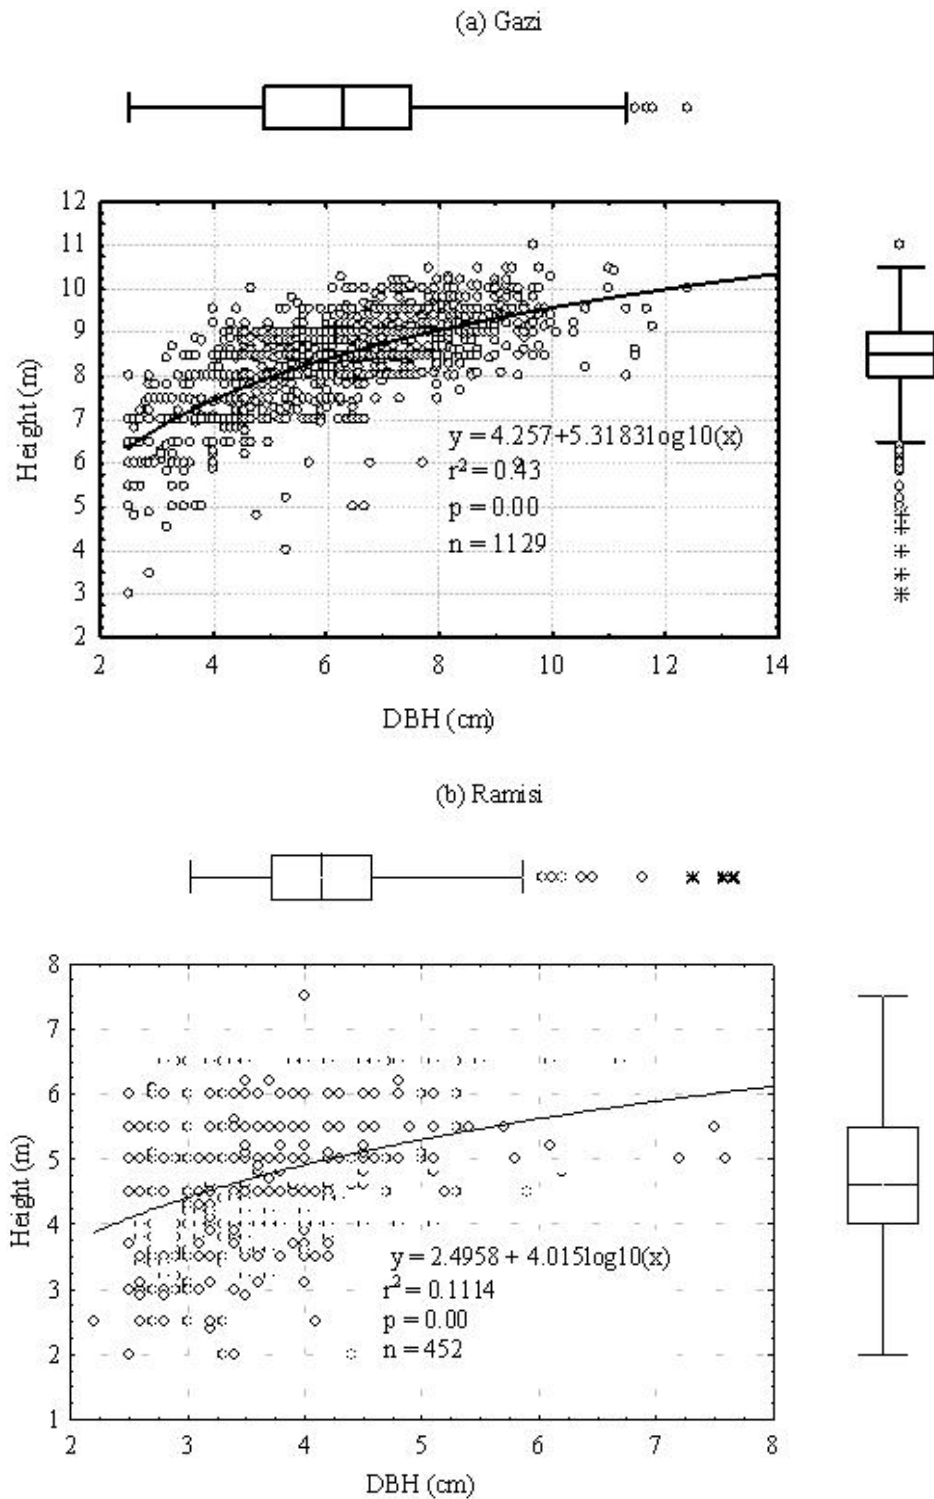 (a) Gazi
12
11
10
9
8
7
6
5
4
3
2
Height (m)
y = 4.257+5.3183log10(x)
r² = 0.43
p = 0.00
n = 1129
2 4 6 8 10 12 14
DBH (cm)
(b) Ramisi
8
7
6
5
4
3
2
1
Height (m)
y = 2.4958 + 4.015log10(x)
r² = 0.1114
p = 0.00
n = 452
2 3 4 5 6 7 8
DBH (cm)